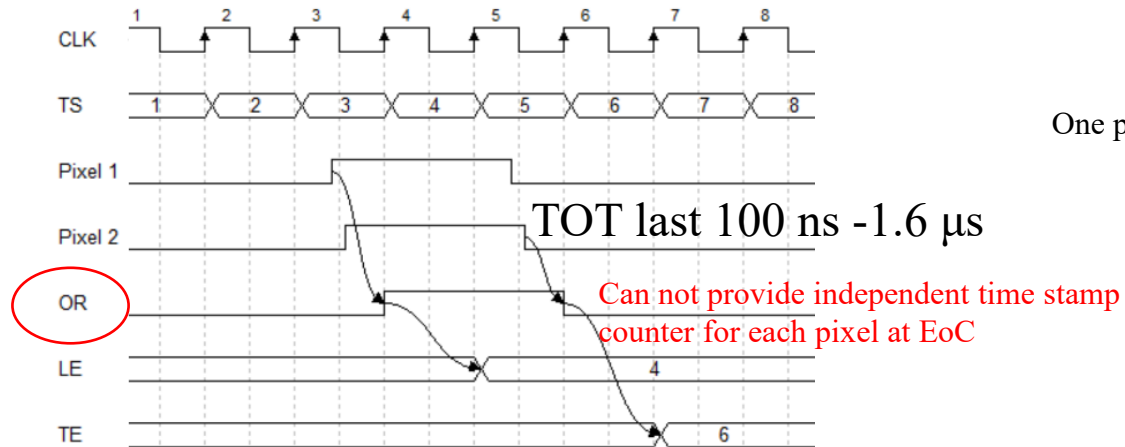 1 2 3 4 5 6 7 8
CLK
TS 1 2 3 4 5 6 7 8
One p
Pixel 1
Pixel 2
TOT last 100 ns -1.6 μs
OR
Can not provide independent time stamp
counter for each pixel at EoC
LE 4
TE 6